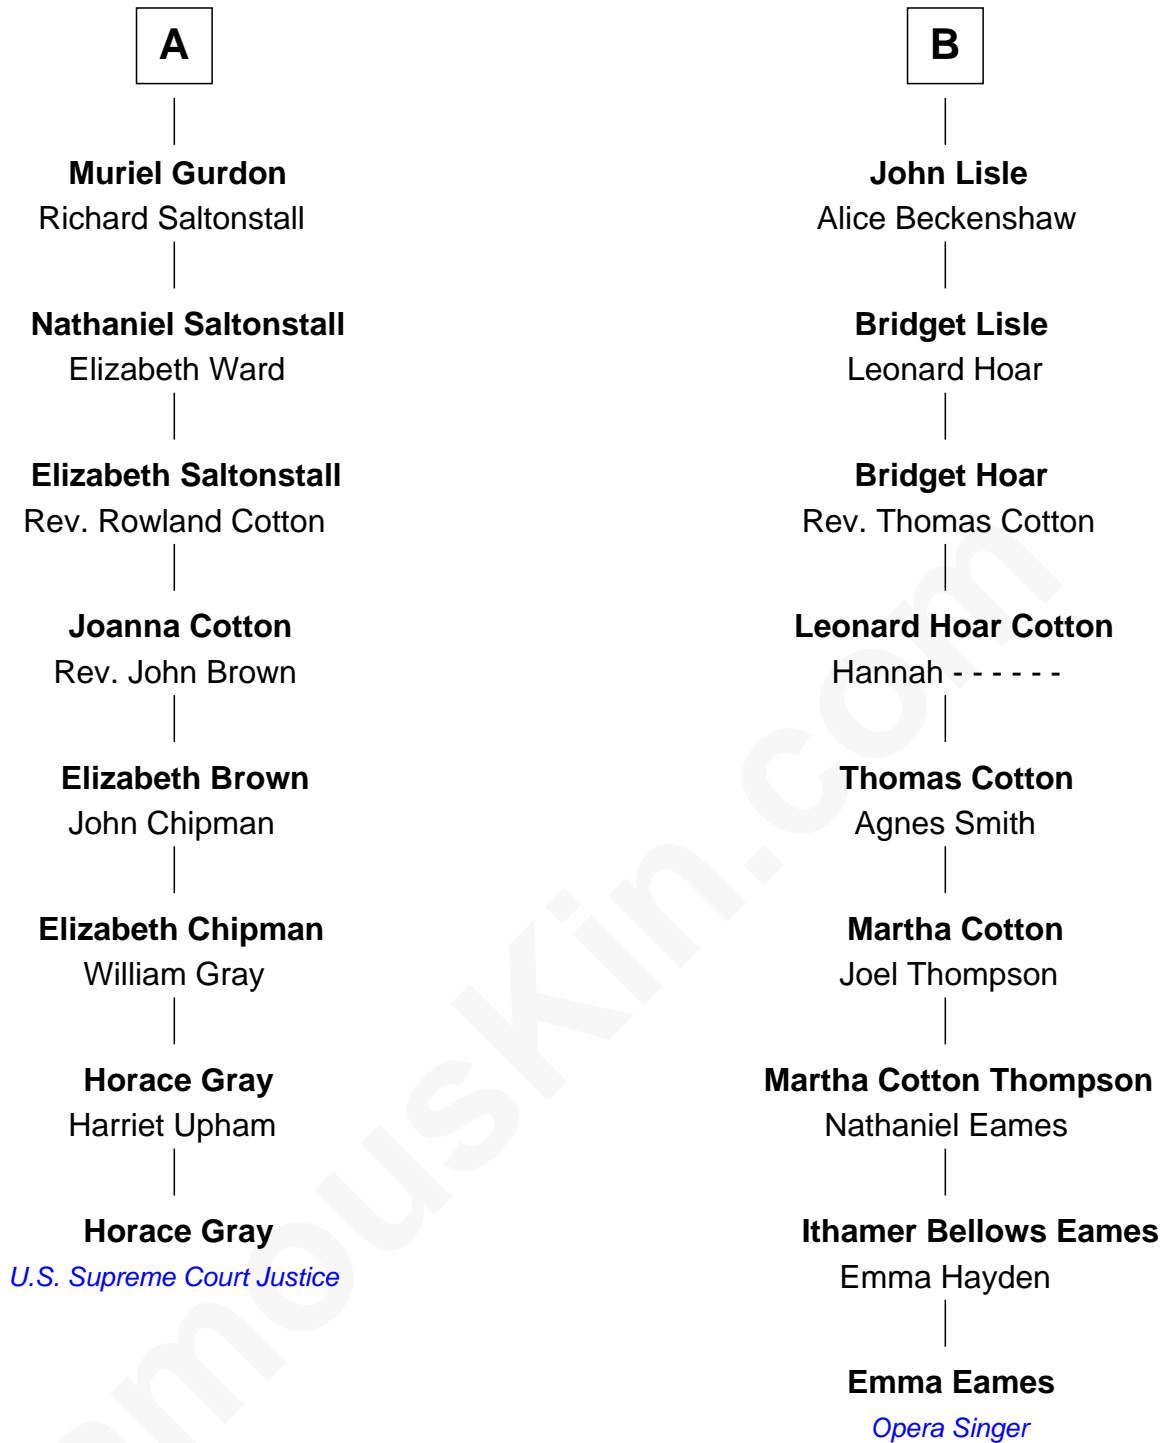 A
Muriel Gurdon
Richard Saltonstall
Nathaniel Saltonstall
Elizabeth Ward
Elizabeth Saltonstall
Rev. Rowland Cotton
Joanna Cotton
Rev. John Brown
Elizabeth Brown
John Chipman
Elizabeth Chipman
William Gray
Horace Gray
Harriet Upham
Horace Gray
U.S. Supreme Court Justice
B
John Lisle
Alice Beckenshaw
Bridget Lisle
Leonard Hoar
Bridget Hoar
Rev. Thomas Cotton
Leonard Hoar Cotton
Hannah - - - - - -
Thomas Cotton
Agnes Smith
Martha Cotton
Joel Thompson
Martha Cotton Thompson
Nathaniel Eames
Ithamer Bellows Eames
Emma Hayden
Emma Eames
Opera Singer
amouskin.com